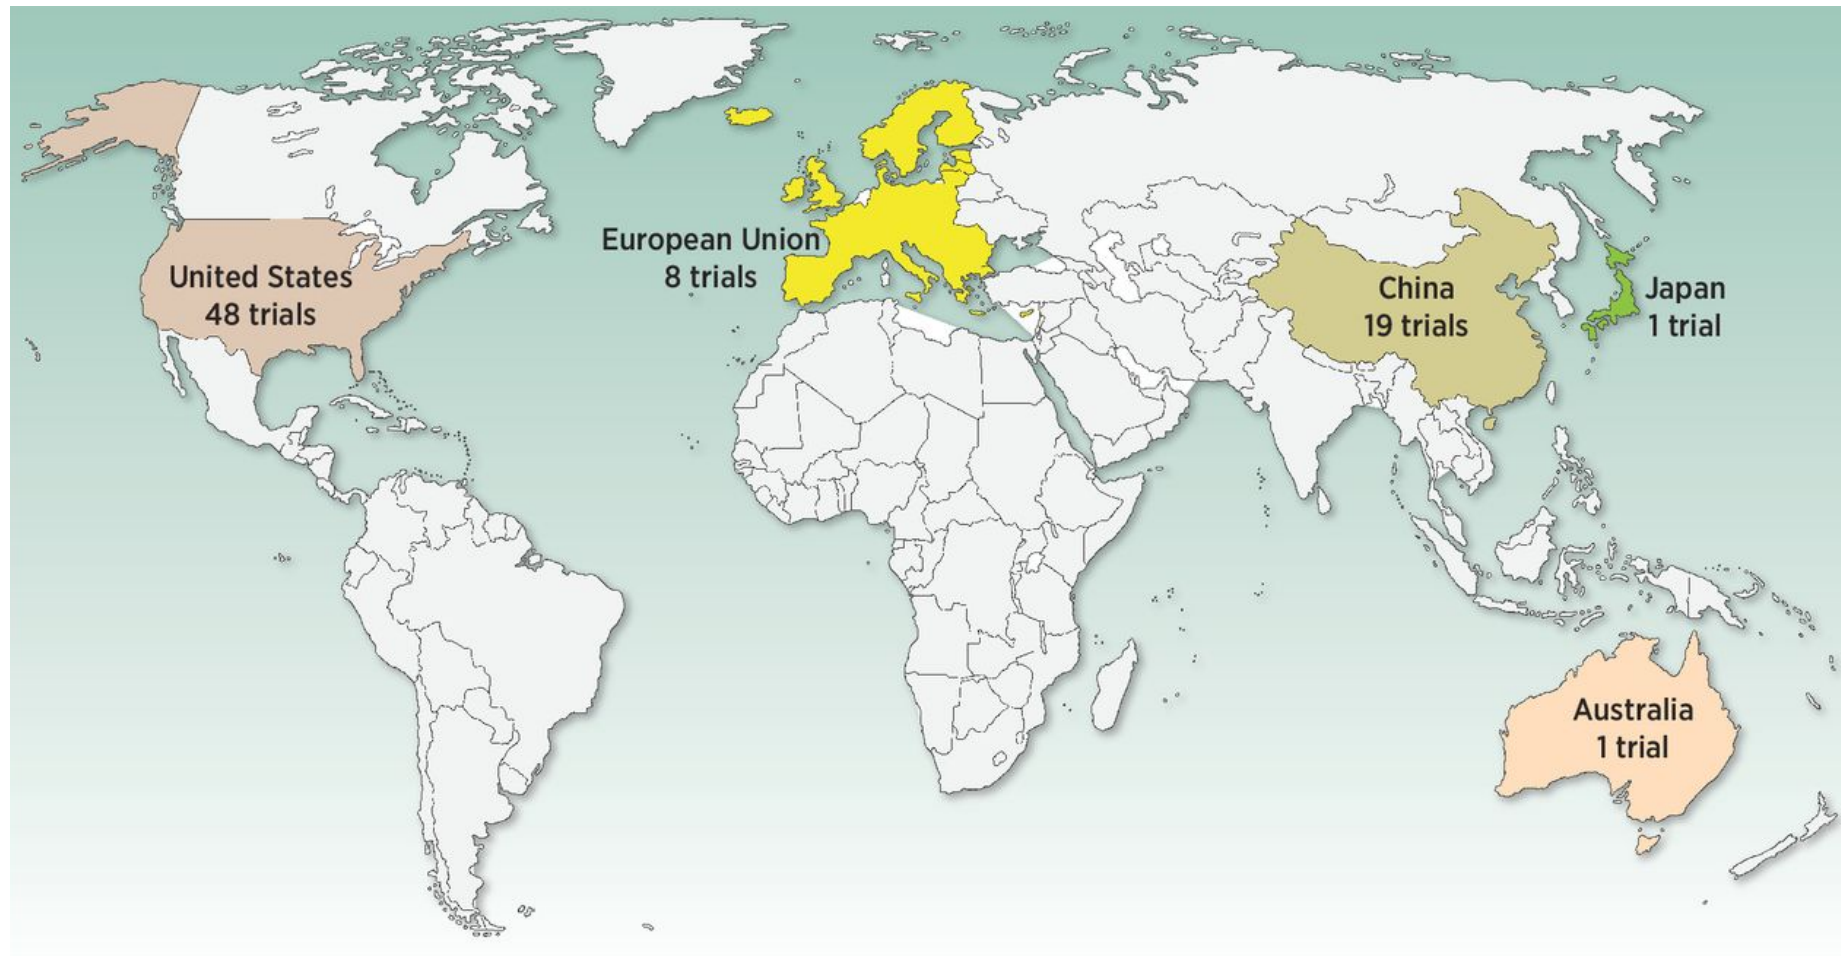 United States
48 trials
European Union
8 trials
China
19 trials
Japan
1 trial
Australia
1 trial